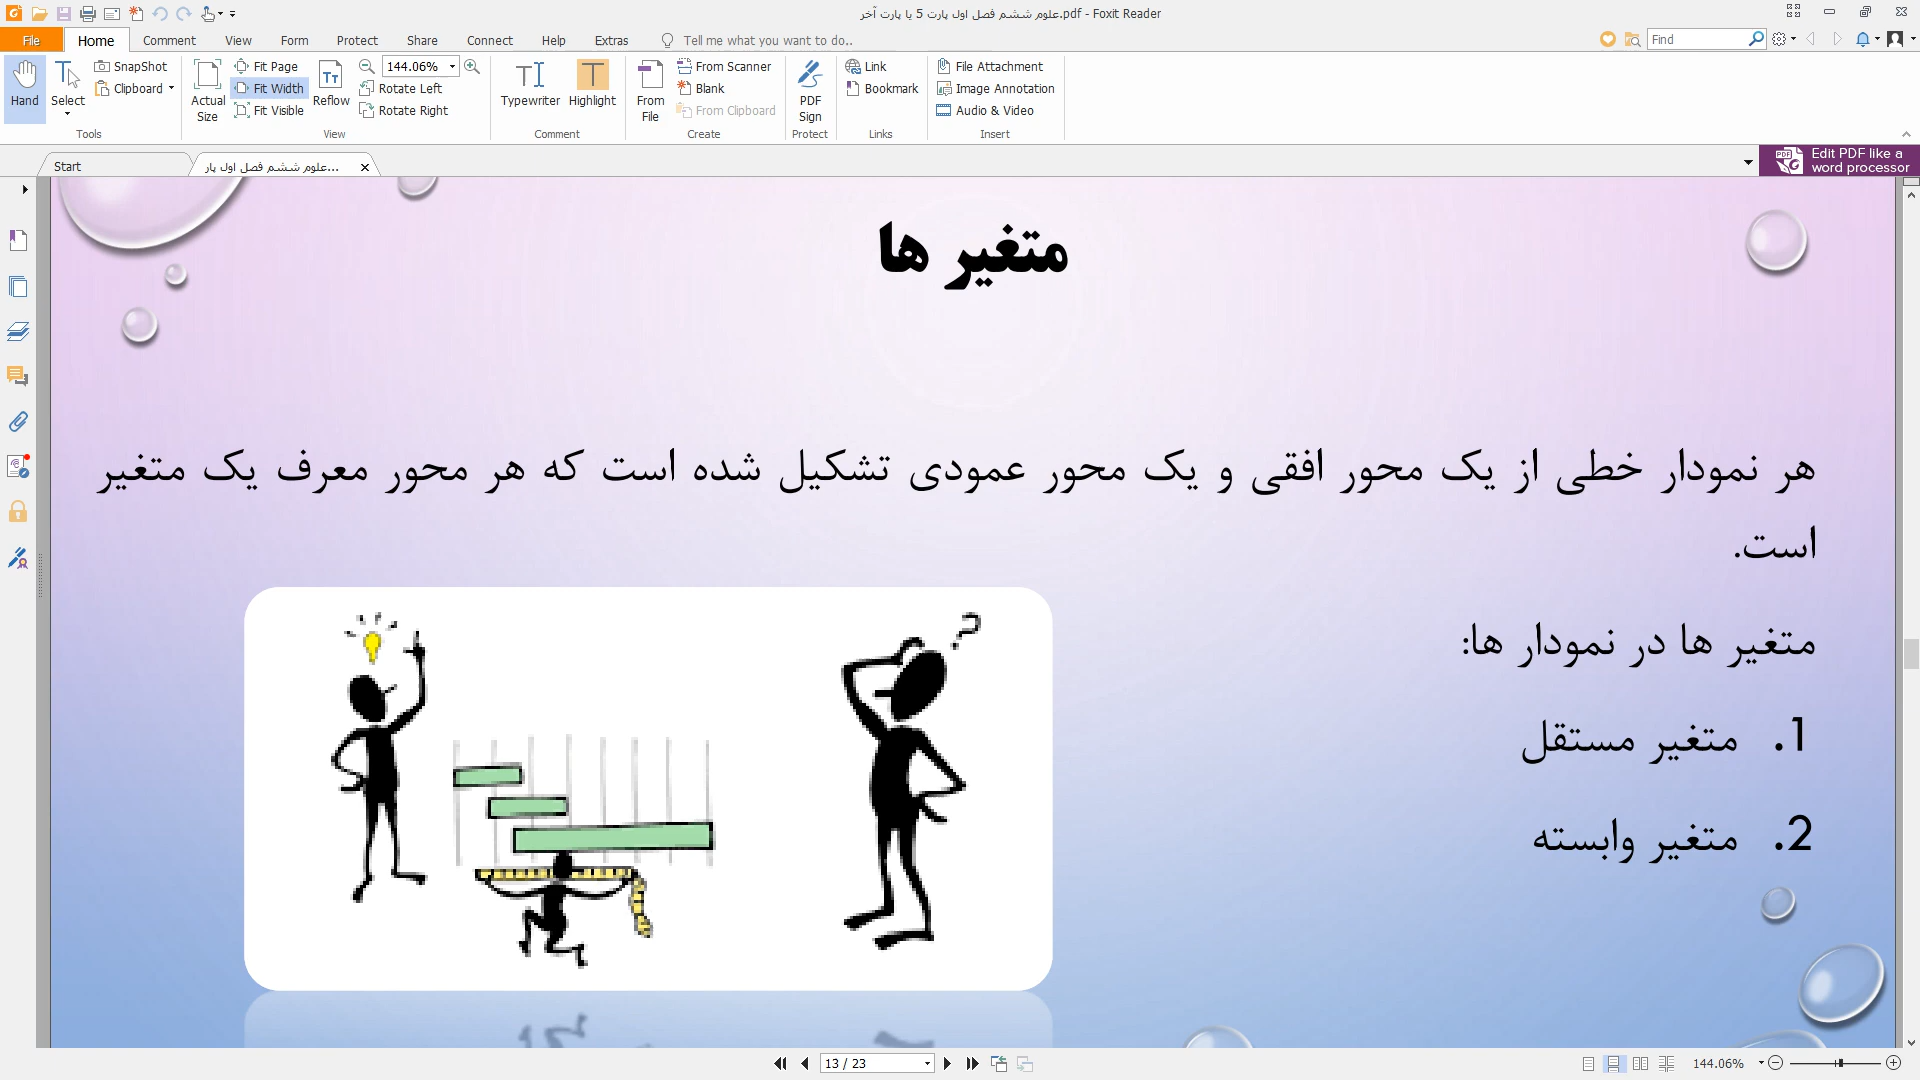 علوم ششم فصل اول پارت 5 یا پارت آخر.pdf - Foxit Reader
File Home Comment View Form Protect Share Connect Help Extras Tell me what you want to do.. Find
Hand
Select
SnapShot
Clipboard
Tools
Actual Size
Fit Page
Fit Width
Fit Visible
Reflow
144.06%
Rotate Left
Rotate Right
View
Typewriter
Highlight
Comment
From File
From Scanner
Blank
From Clipboard
Create
PDF Sign
Protect
Link
Bookmark
Links
File Attachment
Image Annotation
Audio & Video
Insert
Start
علوم ششم فصل اول پار...
Edit PDF like a
word processor
متغیر ها
هر نمودار خطی از یک محور افقی و یک محور عمودی تشکیل شده است که هر محور معرف یک متغیر
است.
متغیر ها در نمودار ها:
1. متغیر مستقل
2. متغیر وابسته
?
13 / 23
144.06%